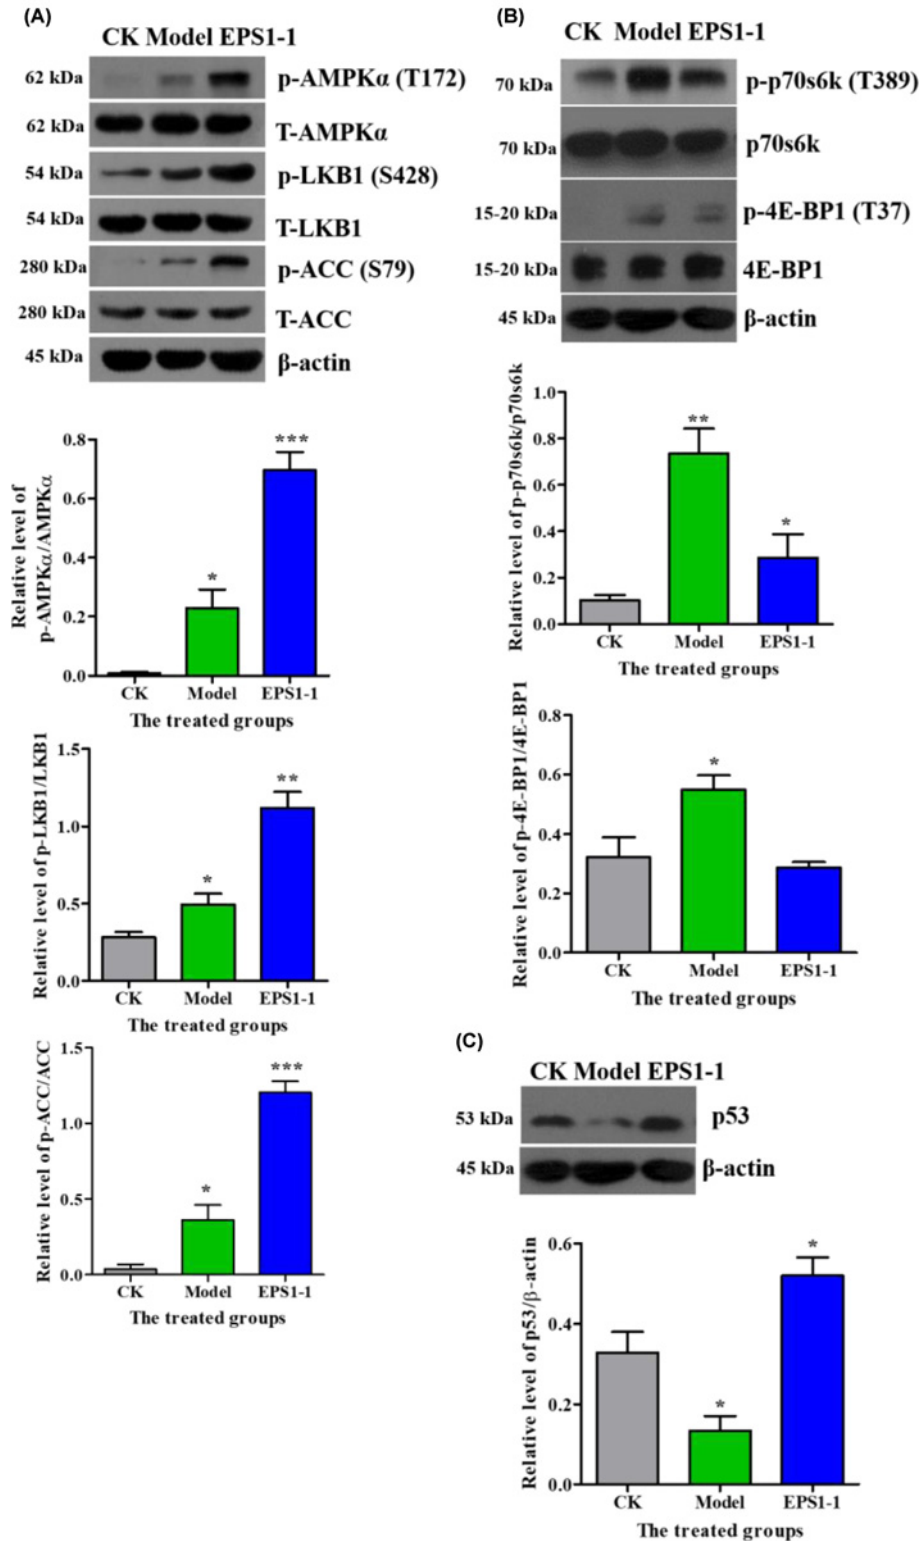 (A)
CK Model EPS1-1
62 kDa p-AMPKα (T172)
62 kDa T-AMPKα
54 kDa p-LKB1 (S428)
54 kDa T-LKB1
280 kDa p-ACC (S79)
280 kDa T-ACC
45 kDa β-actin
Relative level of
p-AMPKα/AMPKα
0.8
0.6
0.4
0.2
0.0
*
***
CK Model EPS1-1
The treated groups
Relative level of p-LKB1/LKB1
1.5
1.0
0.5
0.0
*
**
CK Model EPS1-1
The treated groups
Relative level of p-ACC/ACC
1.5
1.0
0.5
0.0
*
***
CK Model EPS1-1
The treated groups
(B)
CK Model EPS1-1
70 kDa p-p70s6k (T389)
70 kDa p70s6k
15-20 kDa p-4E-BP1 (T37)
15-20 kDa 4E-BP1
45 kDa β-actin
Relative level of p-p70s6k/p70s6k
1.0
0.8
0.6
0.4
0.2
0.0
**
*
CK Model EPS1-1
The treated groups
Relative level of p-4E-BP1/4E-BP1
0.8
0.6
0.4
0.2
0.0
*
CK Model EPS1-1
The treated groups
(C)
CK Model EPS1-1
53 kDa p53
45 kDa β-actin
Relative level of p53/β-actin
0.6
0.4
0.2
0.0
*
*
CK Model EPS1-1
The treated groups